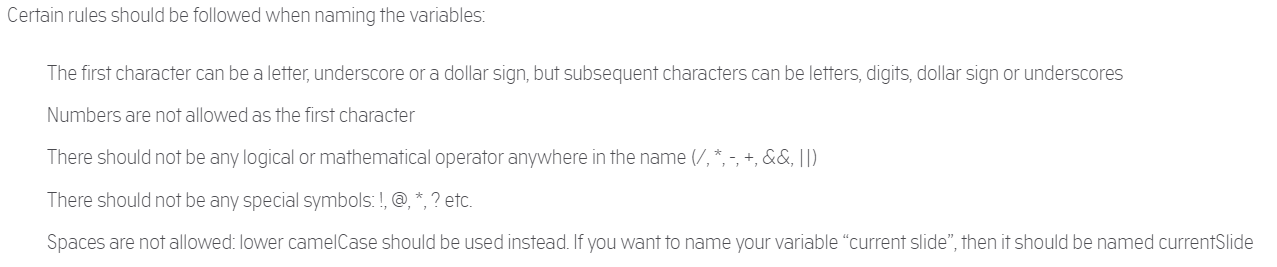 Certain rules should be followed when naming the variables:
The first character can be a letter, underscore or a dollar sign, but subsequent characters can be letters, digits, dollar sign or underscores
Numbers are not allowed as the first character
There should not be any logical or mathematical operator anywhere in the name (/, *, -, +, &&, ||)
There should not be any special symbols: !, @, *, ? etc.
Spaces are not allowed: lower camelCase should be used instead. If you want to name your variable “current slide”, then it should be named currentSlide